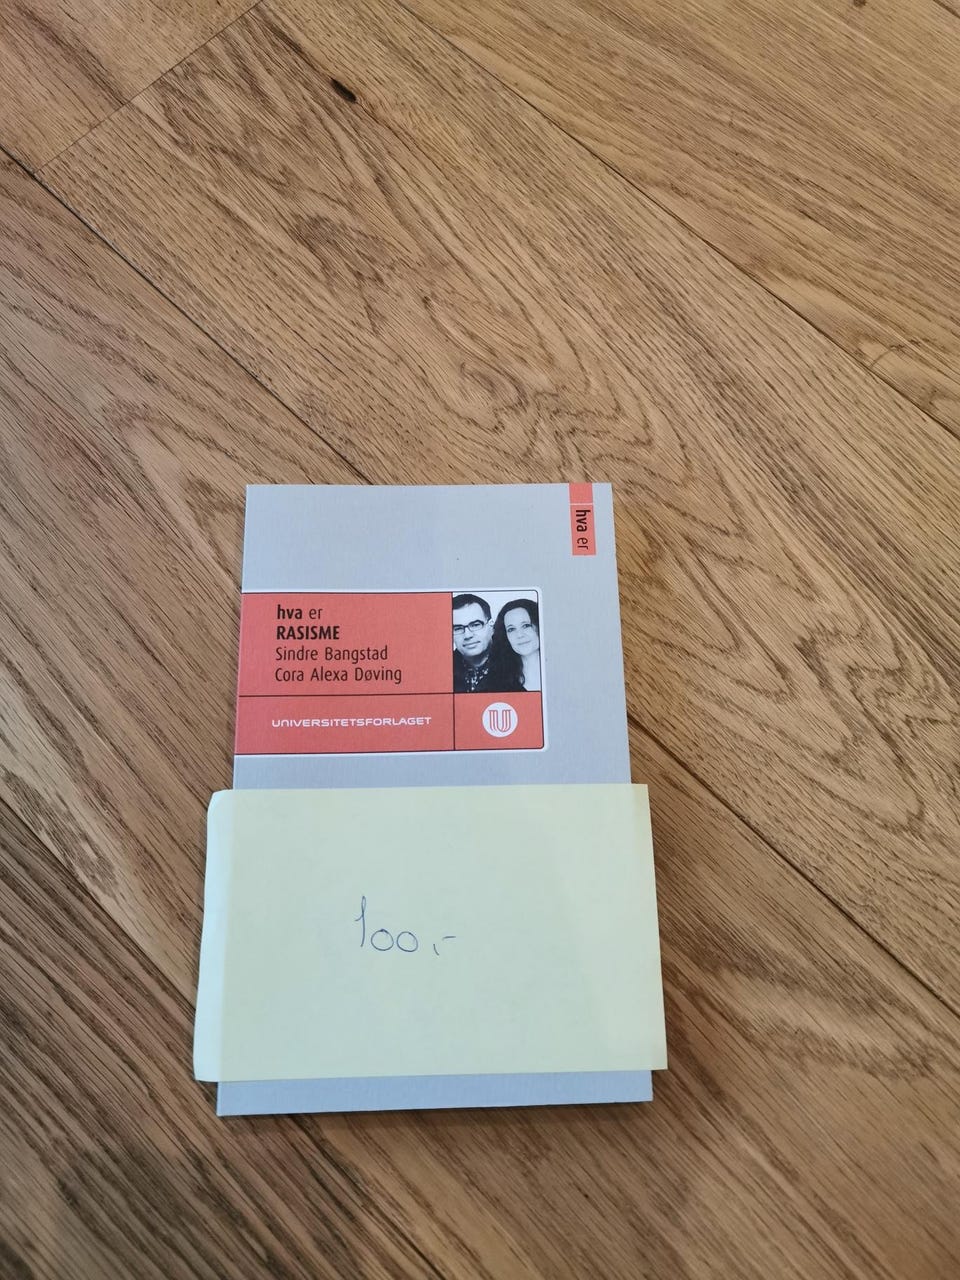 hva er
hva er
RASISME
Sindre Bangstad
Cora Alexa Døving
UNIVERSITETSFORLAGET
100,-